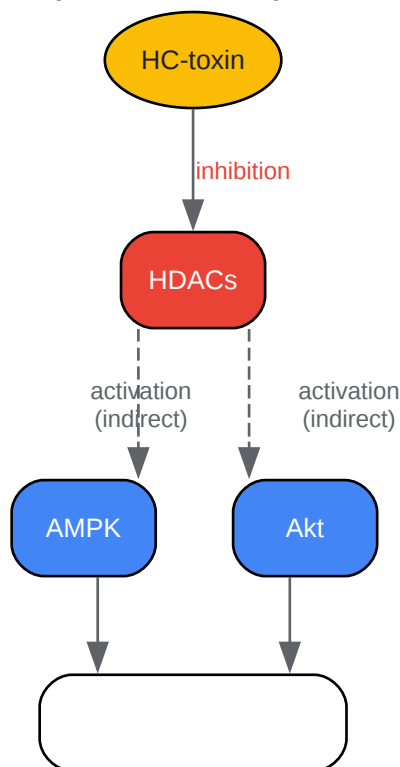 HC-toxin
inhibition
HDACs
activation
(indirect)
activation
(indirect)
AMPK
Akt